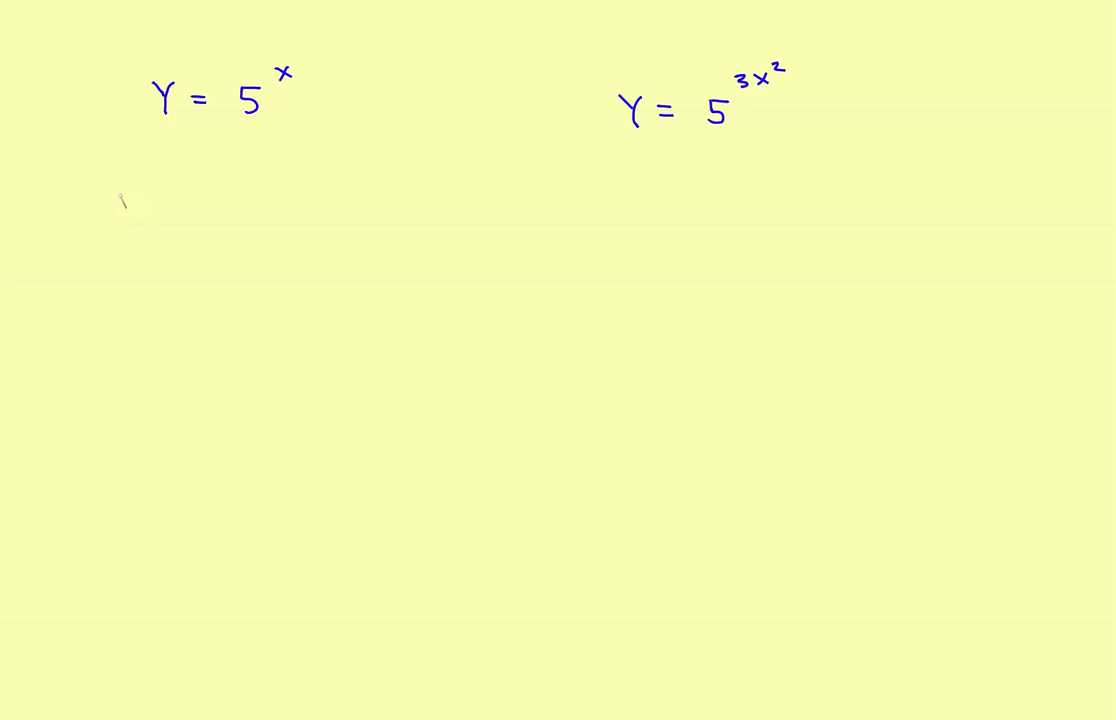 Y = 5^x
Y = 5^{3x^2}